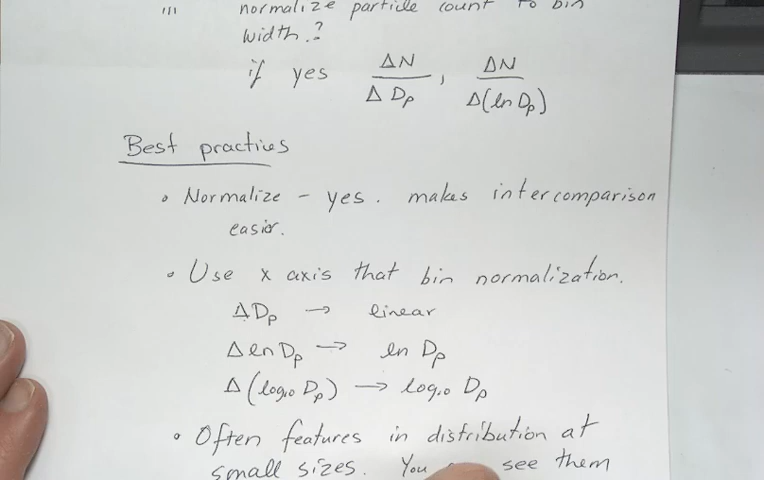 iii normalize particle count to bin
width.?
if yes ΔN/ΔDp , ΔN/Δ(ln Dp)
Best practices
• Normalize - yes. makes intercomparison
easier.
• Use x axis that bin normalization.
ΔDp → linear
Δ ln Dp → ln Dp
Δ (log10 Dp) → log10 Dp
• Often features in distribution at
small sizes. You see them